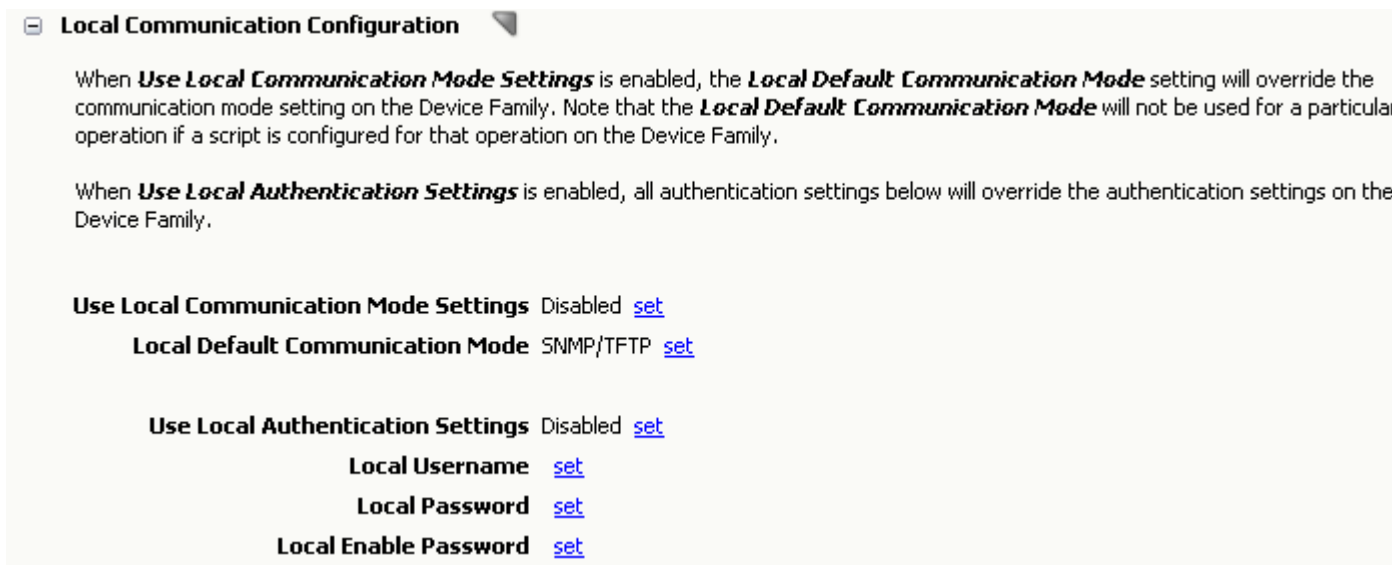 Local Communication Configuration
When Use Local Communication Mode Settings is enabled, the Local Default Communication Mode setting will override the
communication mode setting on the Device Family. Note that the Local Default Communication Mode will not be used for a particular
operation if a script is configured for that operation on the Device Family.
When Use Local Authentication Settings is enabled, all authentication settings below will override the authentication settings on the
Device Family.
Use Local Communication Mode Settings Disabled set
Local Default Communication Mode SNMP/TFTP set
Use Local Authentication Settings Disabled set
Local Username set
Local Password set
Local Enable Password set